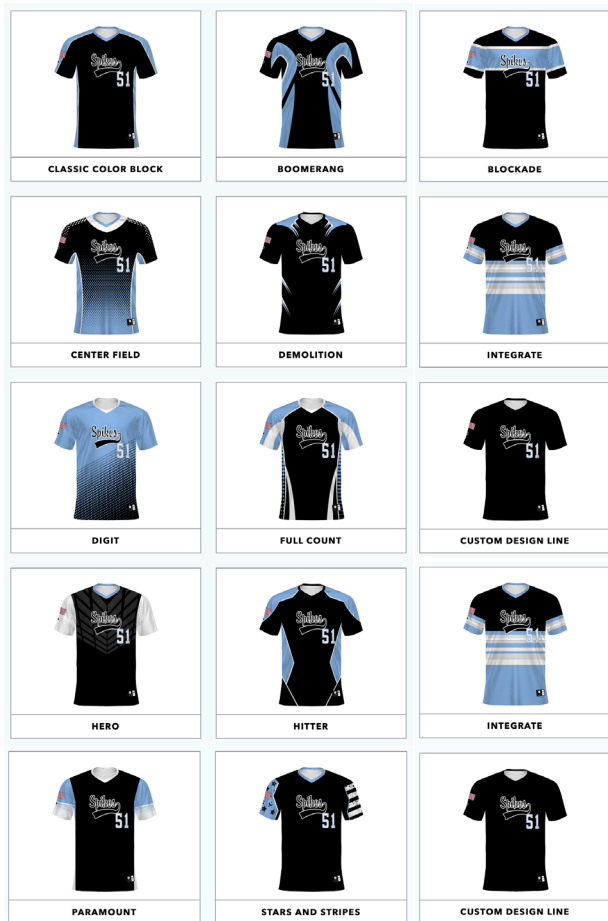 Spikes
51
Spikes
51
Spikes
51
CLASSIC COLOR BLOCK
BOOMERANG
BLOCKADE
Spikes
51
Spikes
51
Spikes
51
CENTER FIELD
DEMOLITION
INTEGRATE
Spikes
51
Spikes
51
Spikes
51
DIGIT
FULL COUNT
CUSTOM DESIGN LINE
Spikes
51
Spikes
51
Spikes
51
HERO
HITTER
INTEGRATE
Spikes
51
Spikes
51
Spikes
51
PARAMOUNT
STARS AND STRIPES
CUSTOM DESIGN LINE